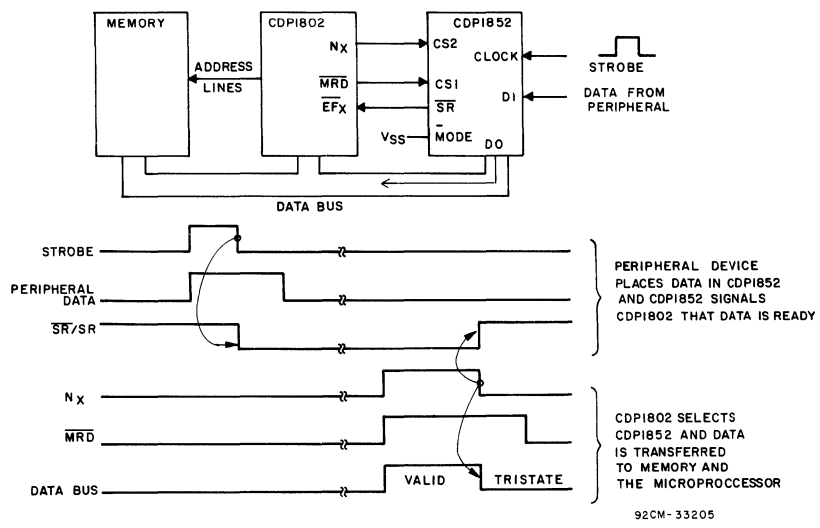 MEMORY
CDP1802
CDP1852
NX
CS2
CLOCK
STROBE
ADDRESS
LINES
MRD
CS1
EFX
SR
DI
DATA FROM
PERIPHERAL
VSS
MODE
DO
DATA BUS
STROBE
PERIPHERAL
DATA
SR/SR
PERIPHERAL DEVICE
PLACES DATA IN CDP1852
AND CDP1852 SIGNALS
CDP1802 THAT DATA IS READY
NX
MRD
DATA BUS
VALID
TRISTATE
CDP1802 SELECTS
CDP1852 AND DATA
IS TRANSFERRED
TO MEMORY AND
THE MICROPROCCESSOR
92CM-33205